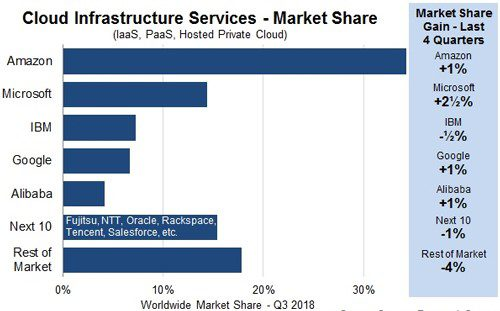 Cloud Infrastructure Services - Market Share
(IaaS, PaaS, Hosted Private Cloud)
Amazon
Microsoft
IBM
Google
Alibaba
Next 10
Fujitsu, NTT, Oracle, Rackspace,
Tencent, Salesforce, etc.
Rest of
Market
0%
10%
20%
30%
Worldwide Market Share - Q3 2018
Market Share
Gain - Last
4 Quarters
Amazon
+1%
Microsoft
+2½%
IBM
-½%
Google
+1%
Alibaba
+1%
Next 10
-1%
Rest of Market
-4%